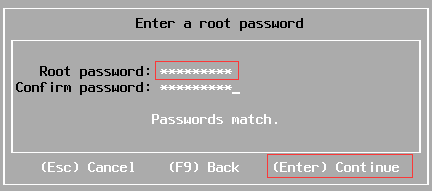 Enter a root password
Root password: *********
Confirm password: *********_
Passwords match.
(Esc) Cancel (F9) Back (Enter) Continue